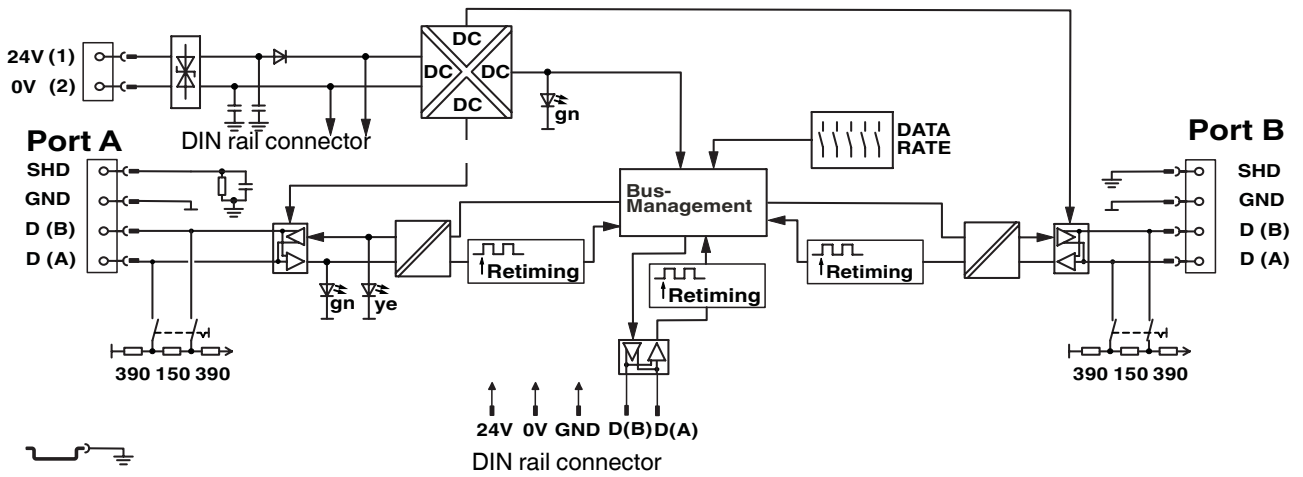 24V (1)
0V (2)
DC
DC DC
DC
gn
DIN rail connector
DATA
RATE
Port A
SHD
GND
D (B)
D (A)
Port B
SHD
GND
D (B)
D (A)
Bus-
Management
Retiming
Retiming
Retiming
gn
ye
390 150 390
390 150 390
24V 0V GND D(B) D(A)
DIN rail connector